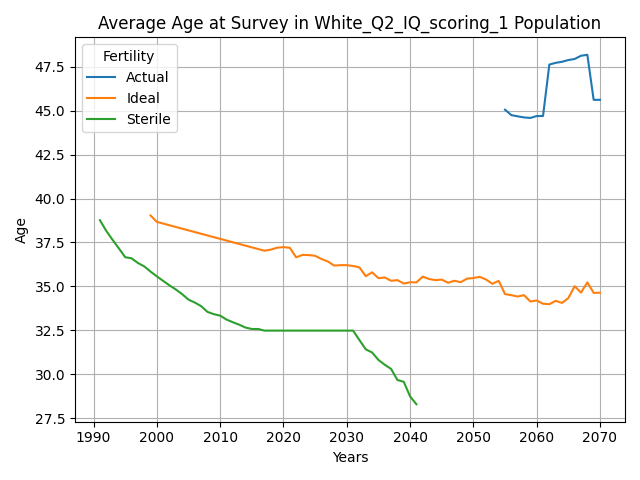 Average Age at Survey in White_Q2_IQ_scoring_1 Population
Fertility
Actual
Ideal
Sterile
Age
47.5
45.0
42.5
40.0
37.5
35.0
32.5
30.0
27.5
1990 2000 2010 2020 2030 2040 2050 2060 2070
Years